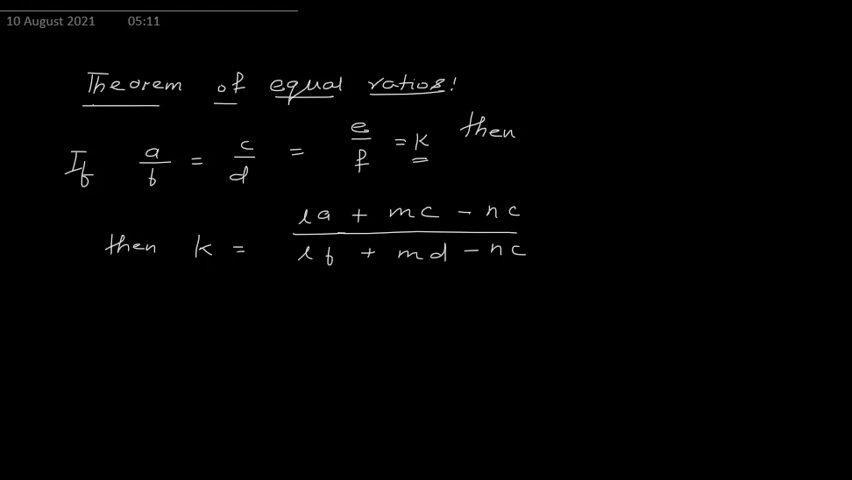 10 August 2021 05:11
Theorem of equal ratios!
If a/b = c/d = e/f = k then
then k = (la + mc - nc)/(lb + md - nc)